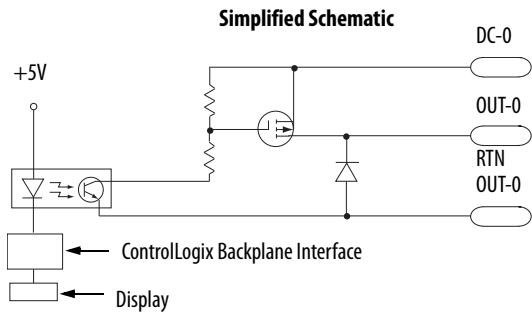 Simplified Schematic
DC-0
+5V
OUT-0
RTN
OUT-0
ControlLogix Backplane Interface
Display